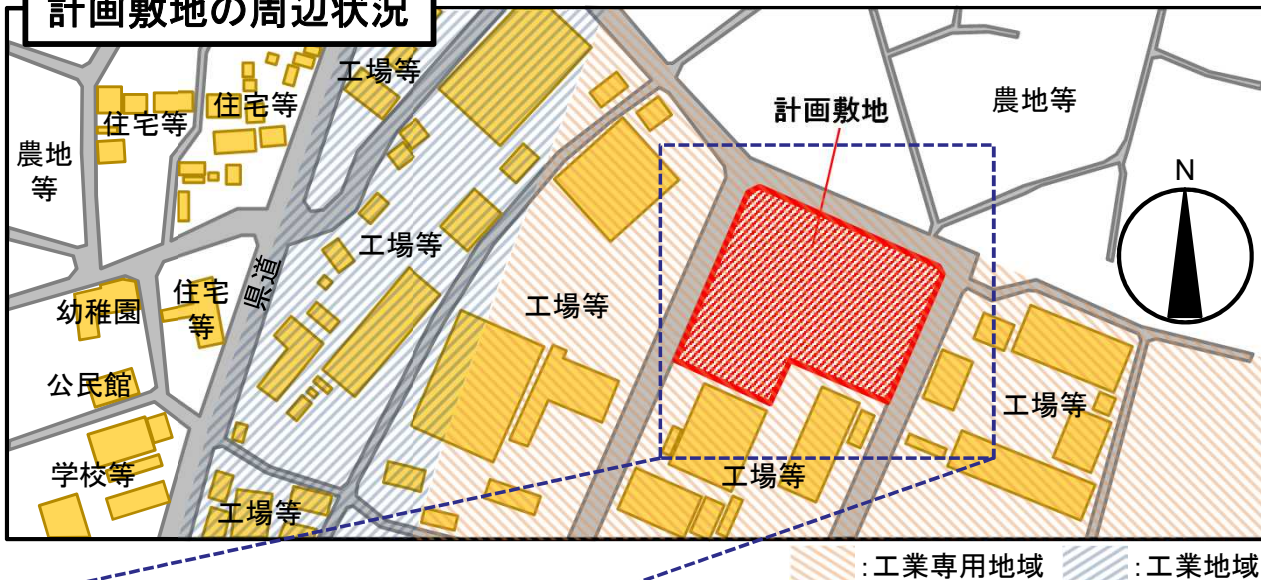 計画敷地の周辺状況
工場等
計画敷地
農地等
住宅等
住宅等
農地
等
N
工場等
県道
住宅
等
幼稚園
工場等
公民館
工場等
学校等
工場等
工場等
:工業専用地域
:工業地域